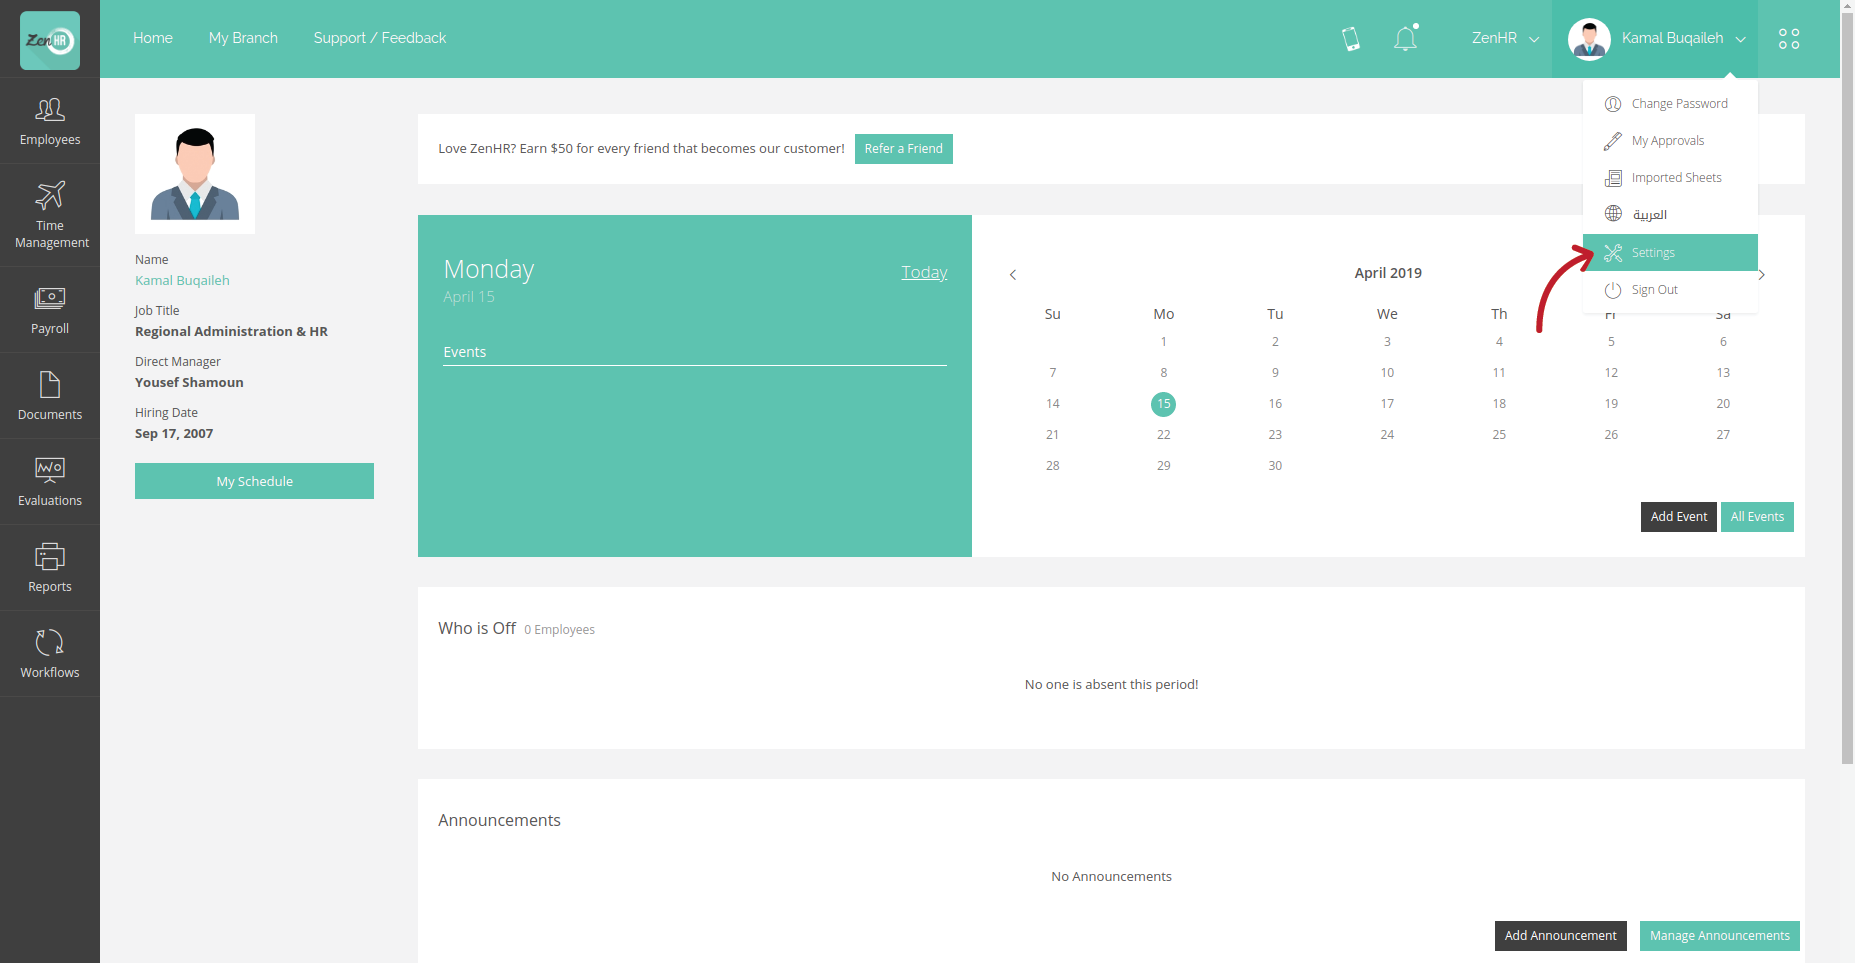 Zen HR
Home
My Branch
Support / Feedback
ZenHR
Kamal Buqaileh
Employees
Time
Management
Payroll
Documents
Evaluations
Reports
Workflows
Change Password
My Approvals
Imported Sheets
العربية
Settings
Sign Out
Name
Kamal Buqaileh
Job Title
Regional Administration & HR
Direct Manager
Yousef Shamoun
Hiring Date
Sep 17, 2007
My Schedule
Love ZenHR? Earn $50 for every friend that becomes our customer!
Refer a Friend
Monday
Today
April 15
Events
April 2019
Su Mo Tu We Th Fr Sa
1 2 3 4 5 6
7 8 9 10 11 12 13
14 15 16 17 18 19 20
21 22 23 24 25 26 27
28 29 30
Add Event
All Events
Who is Off 0 Employees
No one is absent this period!
Announcements
No Announcements
Add Announcement
Manage Announcements